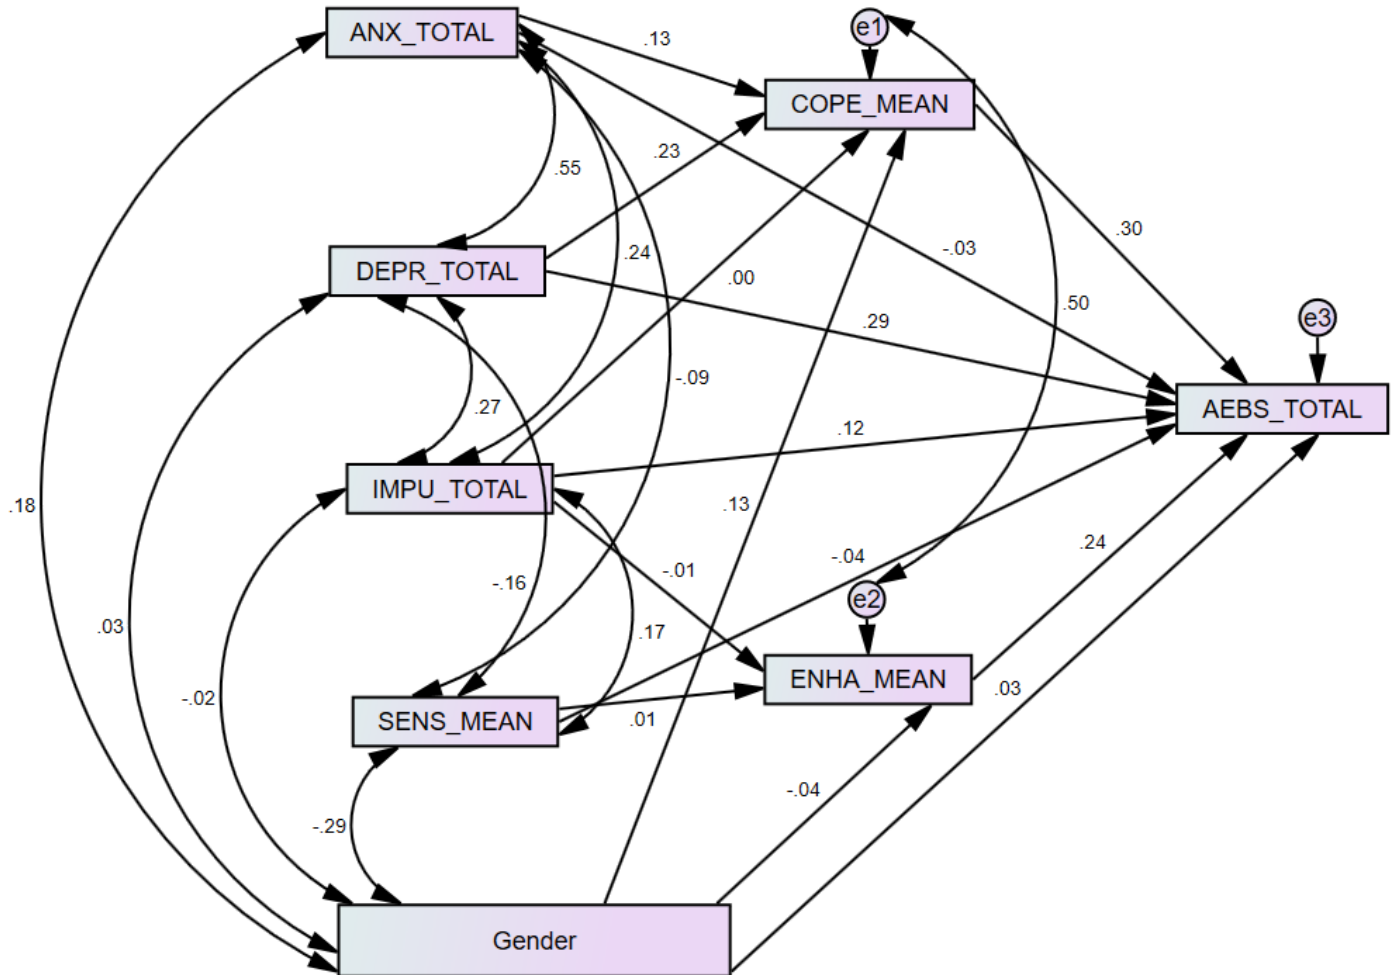 ANX_TOTAL
e1
.13
COPE_MEAN
.23
.55
.30
-.03
.24
DEPR_TOTAL
.00
.50
.29
e3
-.09
.27
AEBS_TOTAL
.12
IMPU_TOTAL
.18
.13
-.04
.24
-.01
-.16
e2
.03
.17
ENHA_MEAN
-.02
.03
SENS_MEAN
.01
-.04
-.29
Gender